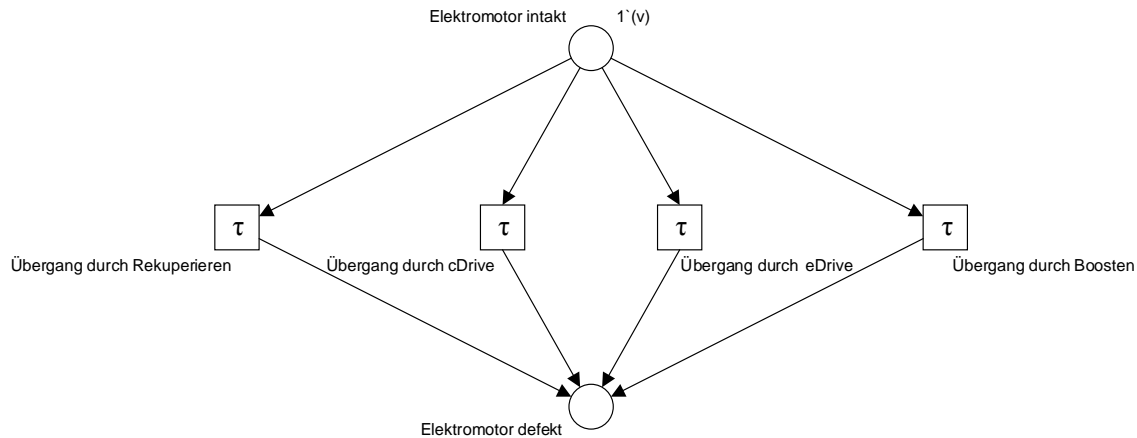 Elektromotor intakt 1`(v)
τ τ τ τ
Übergang durch Rekuperieren Übergang durch cDrive Übergang durch eDrive Übergang durch Boosten
Elektromotor defekt